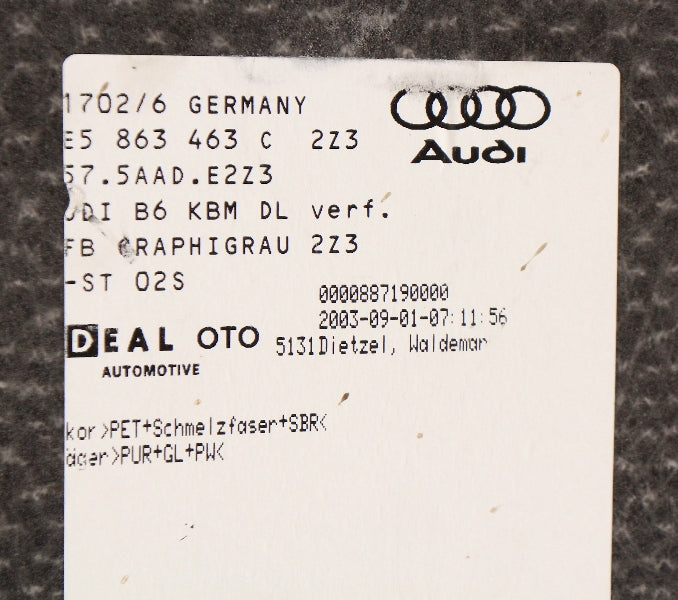 1702/6 GERMANY
E5 863 463 C 2Z3
57.5AAD.E2Z3
UDI B6 KBM DL verf.
FB GRAPHIGRAU 2Z3
-ST 02S
Audi
0000887190000
2003-09-01-07:11:56
5131Dietzel, Waldemar
DEAL OTO
AUTOMOTIVE
kor>PET+Schmelzfaser+SBR<
äger>PUR+GL+PW<